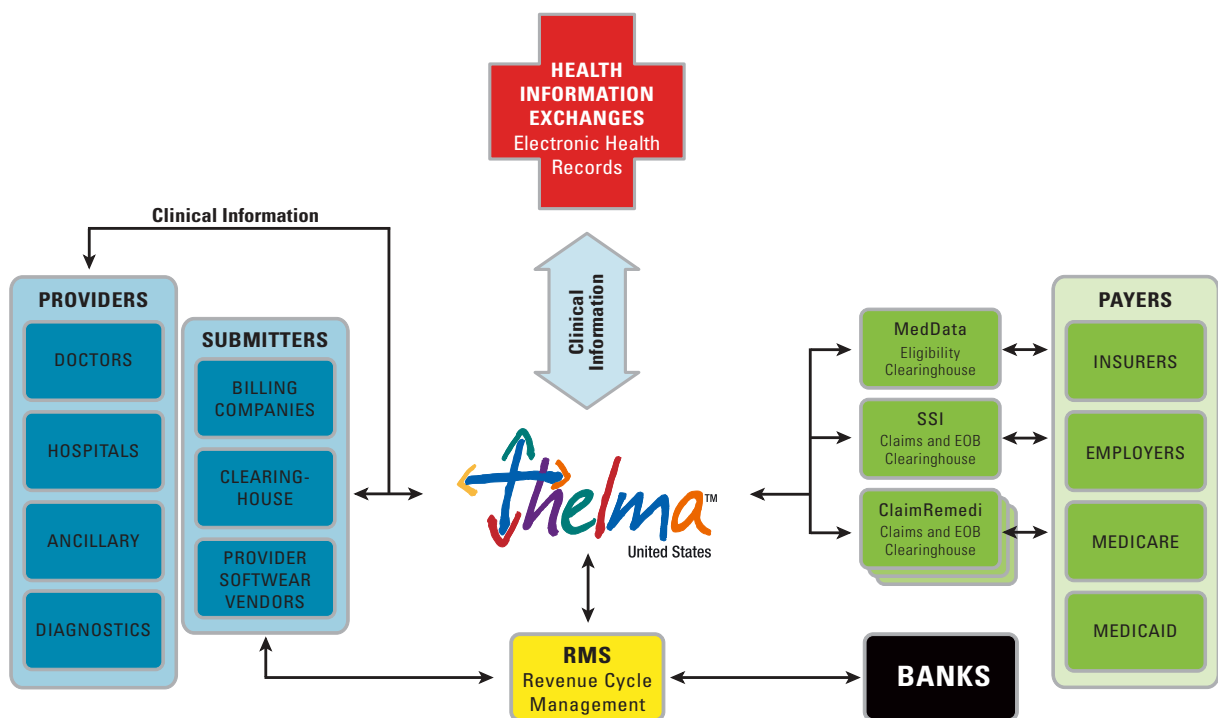 HEALTH
INFORMATION
EXCHANGES
Electronic Health
Records
Clinical Information
Clinical
Information
PROVIDERS
DOCTORS
HOSPITALS
ANCILLARY
DIAGNOSTICS
SUBMITTERS
BILLING
COMPANIES
CLEARING-
HOUSE
PROVIDER
SOFTWEAR
VENDORS
thelma™
United States
RMS
Revenue Cycle
Management
MedData
Eligibility
Clearinghouse
SSI
Claims and EOB
Clearinghouse
ClaimRemedi
Claims and EOB
Clearinghouse
BANKS
PAYERS
INSURERS
EMPLOYERS
MEDICARE
MEDICAID